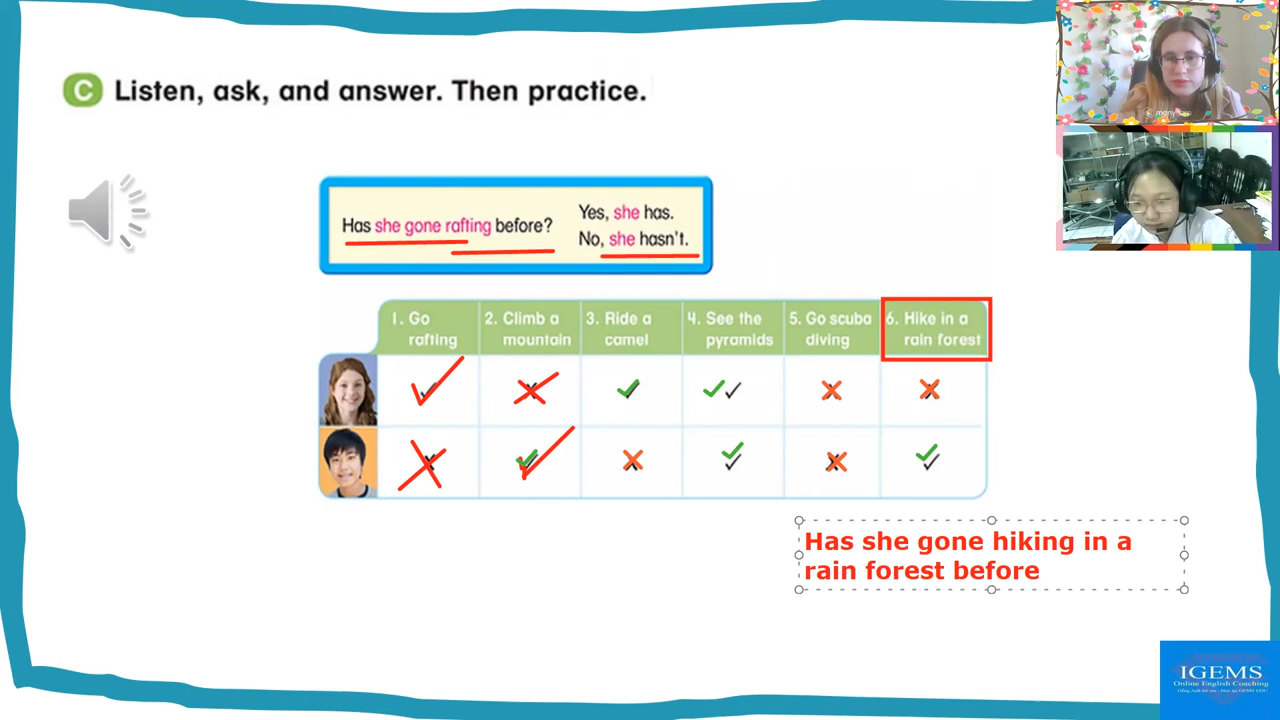 C Listen, ask, and answer. Then practice.
Has she gone rafting before?
Yes, she has.
No, she hasn't.
1. Go rafting
2. Climb a mountain
3. Ride a camel
4. See the pyramids
5. Go scuba diving
6. Hike in a rain forest
Has she gone hiking in a
rain forest before
IGEMS
Online English Coaching